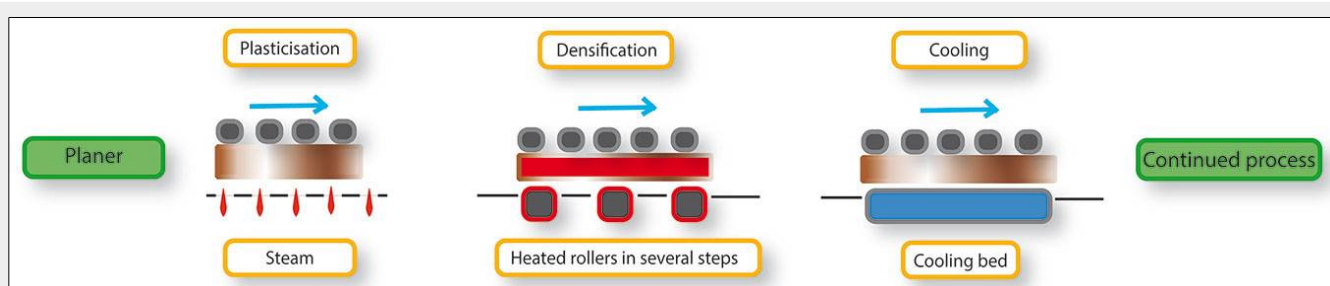 Plasticisation
Densification
Cooling
Planer
Continued process
Steam
Heated rollers in several steps
Cooling bed